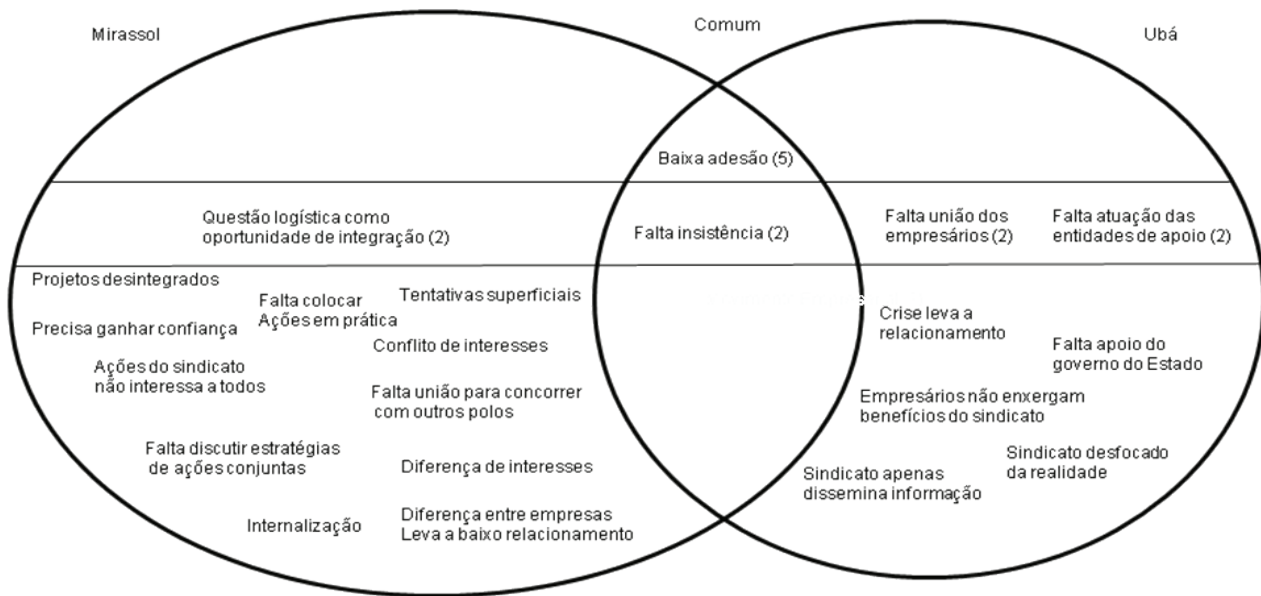 Mirassol
Comum
Ubá
Baixa adesão (5)
Questão logística como
oportunidade de integração (2)
Falta insistência (2)
Falta união dos
empresários (2)
Falta atuação das
entidades de apoio (2)
Projetos desintegrados
Falta colocar
Ações em prática
Tentativas superficiais
Precisa ganhar confiança
Conflito de interesses
Ações do sindicato
não interessa a todos
Falta união para concorrer
com outros polos
Falta discutir estratégias
de ações conjuntas
Diferença de interesses
Internalização
Diferença entre empresas
Leva a baixo relacionamento
Crise leva a
relacionamento
Falta apoio do
governo do Estado
Empresários não enxergam
benefícios do sindicato
Sindicato desfocado
da realidade
Sindicato apenas
dissemina informação